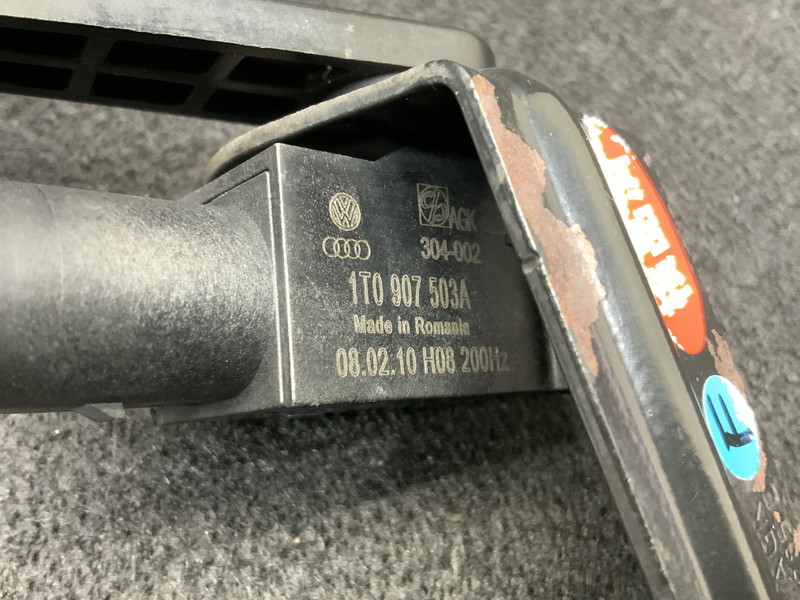 AGK
304-002
1T0 907 503A
Made in Romania
08.02.10 H08 200Hz